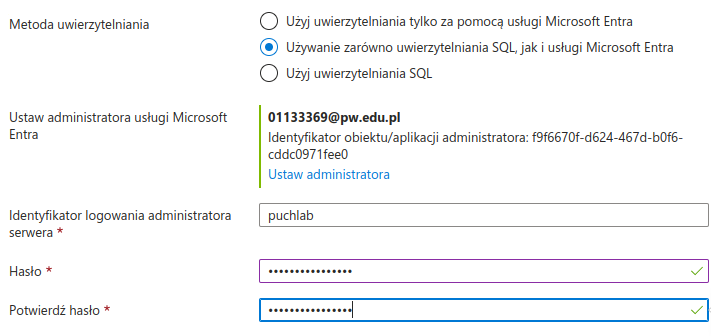 Metoda uwierzytelniania
Użyj uwierzytelniania tylko za pomocą usługi Microsoft Entra
Używanie zarówno uwierzytelniania SQL, jak i usługi Microsoft Entra
Użyj uwierzytelniania SQL
Ustaw administratora usługi Microsoft
Entra
01133369@pw.edu.pl
Identyfikator obiektu/aplikacji administratora: f9f6670f-d624-467d-b0f6-
cddc0971fee0
Ustaw administratora
Identyfikator logowania administratora
serwera *
puchlab
Hasło *
••••••••••••••••
Potwierdź hasło *
••••••••••••••••